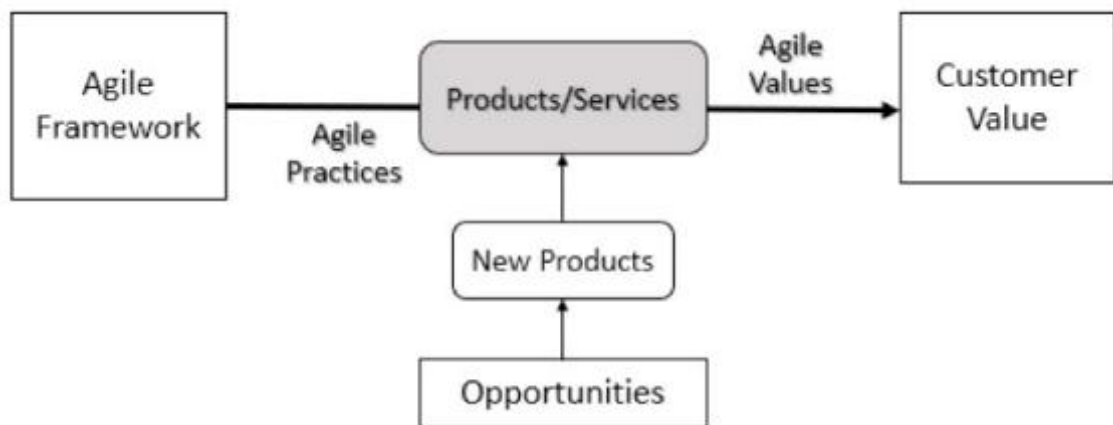 Agile
Framework
Agile
Practices
Products/Services
Agile
Values
Customer
Value
New Products
Opportunities